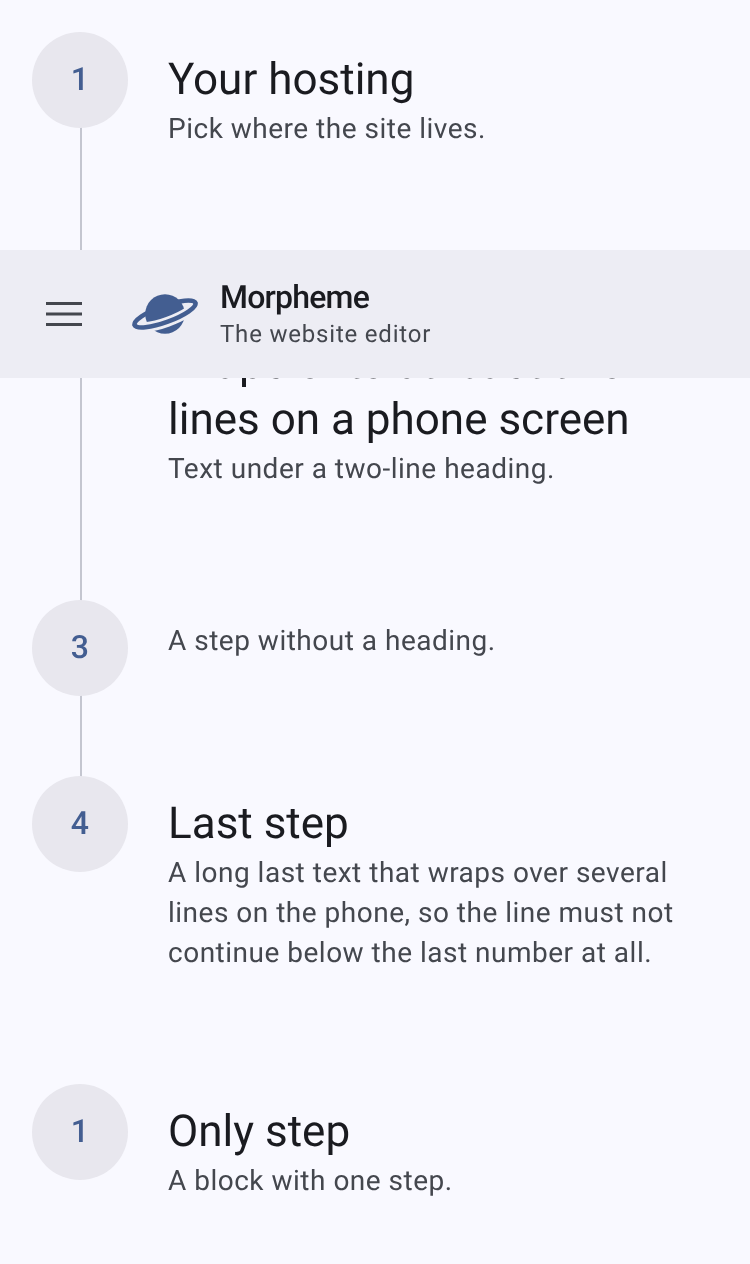 1
Your hosting
Pick where the site lives.
Morpheme
The website editor
lines on a phone screen
Text under a two-line heading.
3
A step without a heading.
4
Last step
A long last text that wraps over several
lines on the phone, so the line must not
continue below the last number at all.
1
Only step
A block with one step.